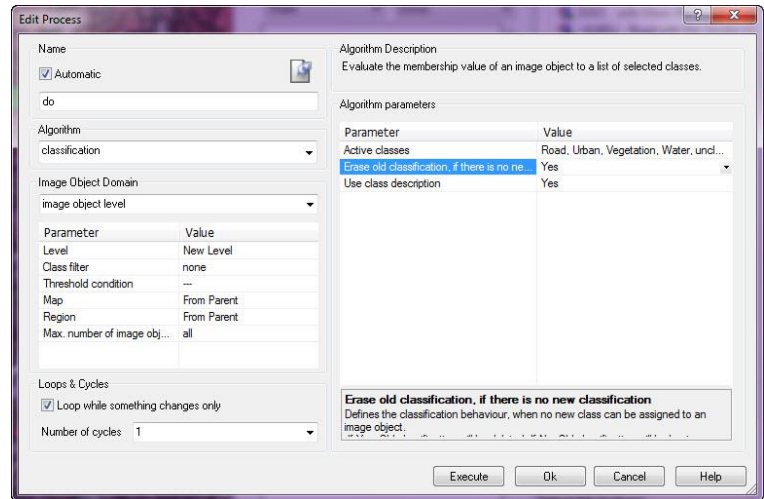 Edit Process
Name
Automatic
do
Algorithm
classification
Image Object Domain
image object level
Parameter Value
Level New Level
Class filter none
Threshold condition ---
Map From Parent
Region From Parent
Max. number of image obj... all
Loops & Cycles
Loop while something changes only
Number of cycles 1
Algorithm Description
Evaluate the membership value of an image object to a list of selected classes.
Algorithm parameters
Parameter Value
Active classes Road, Urban, Vegetation, Water, uncl...
Erase old classification, if there is no ne... Yes
Use class description Yes
Erase old classification, if there is no new classification
Defines the classification behaviour, when no new class can be assigned to an
image object.
Execute Ok Cancel Help